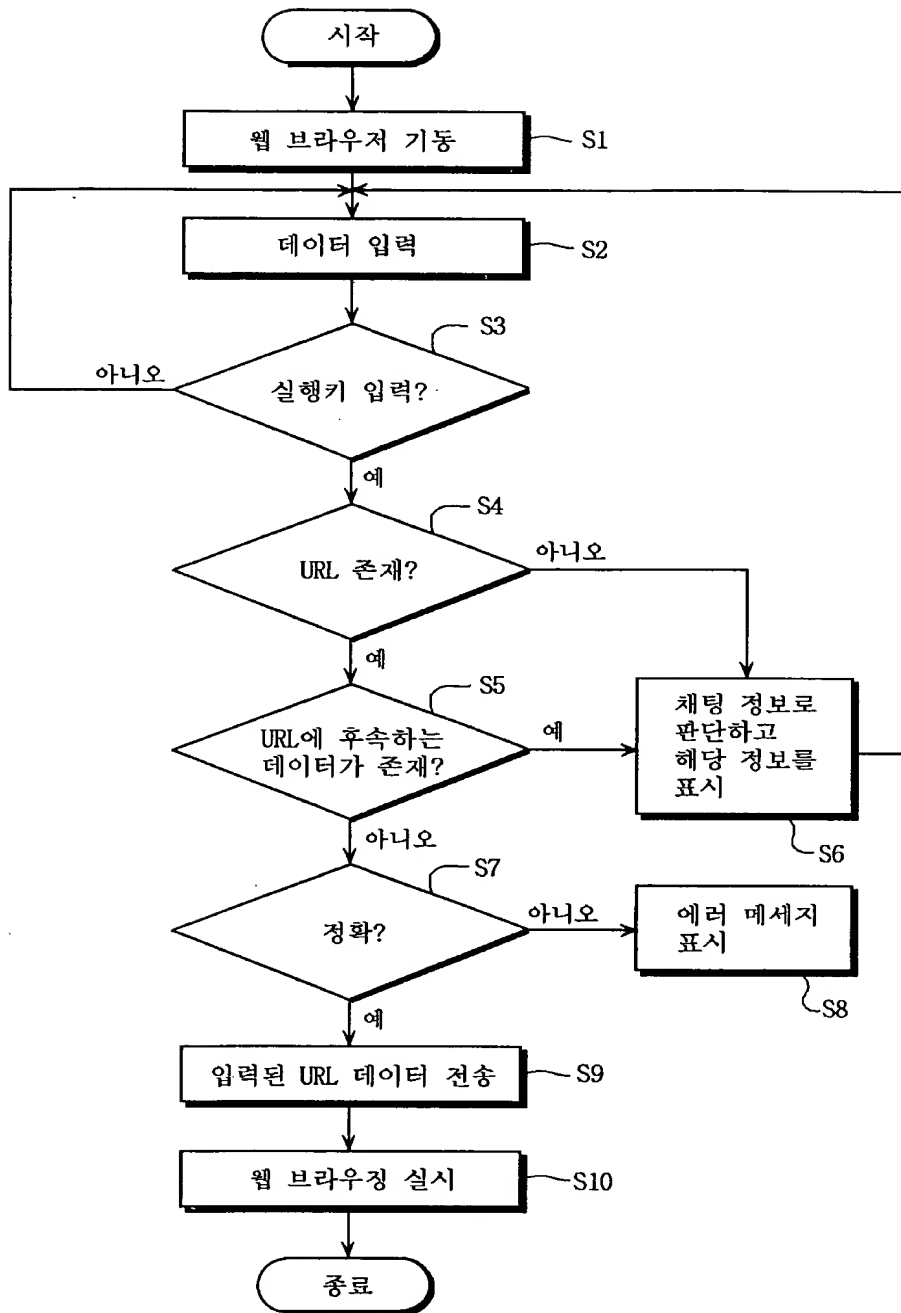 시작
웹 브라우저 기동
S1
데이터 입력
S2
S3
아니오
실행키 입력?
예
S4
아니오
URL 존재?
예
S5
URL에 후속하는
데이터가 존재?
예
채팅 정보로
판단하고
해당 정보를
표시
S6
아니오
S7
정확?
아니오
에러 메세지
표시
S8
예
입력된 URL 데이터 전송
S9
웹 브라우징 실시
S10
종료